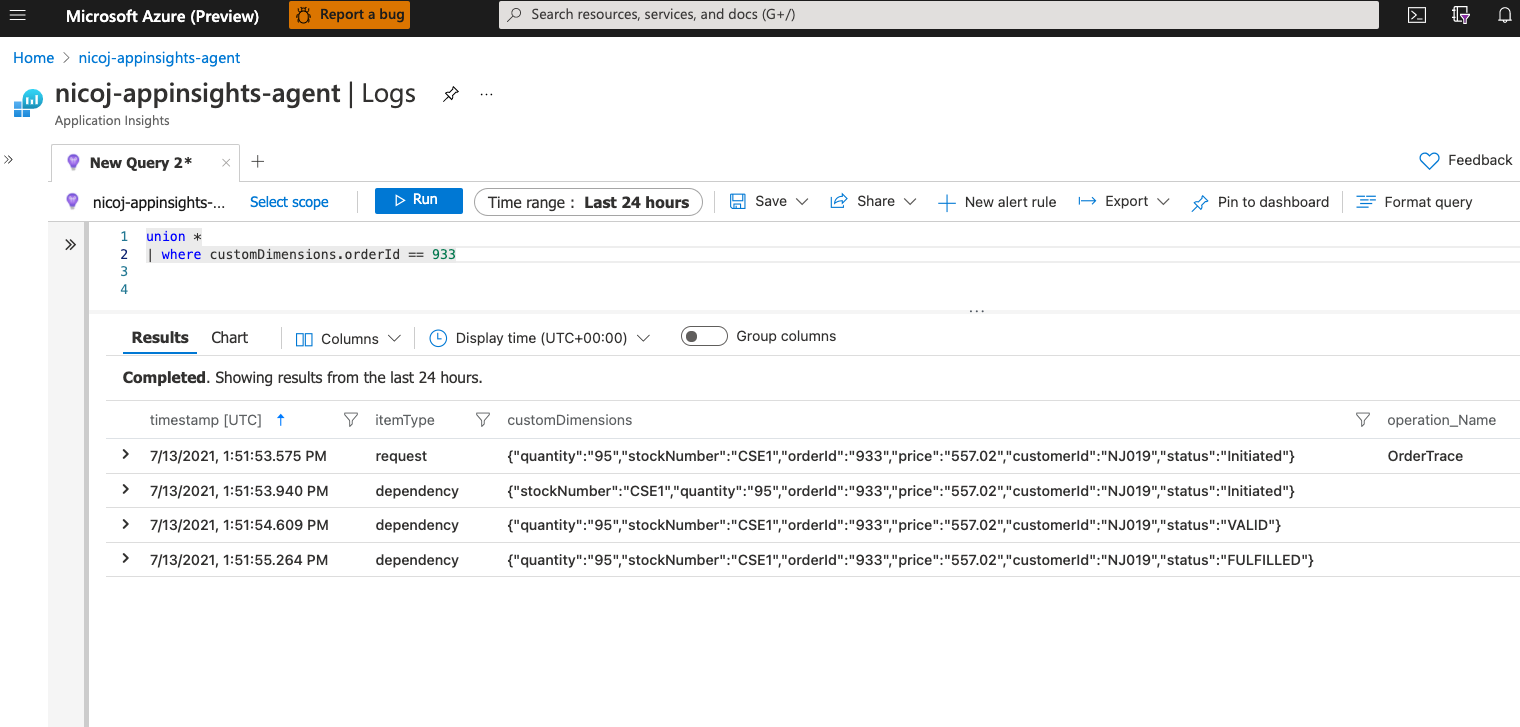 Microsoft Azure (Preview) Report a bug Search resources, services, and docs (G+/)
Home > nicoj-appinsights-agent
nicoj-appinsights-agent | Logs ...
Application Insights
New Query 2* × + Feedback
nicoj-appinsights-... Select scope Run Time range : Last 24 hours Save Share New alert rule Export Pin to dashboard Format query
1 union *
2 | where customDimensions.orderId == 933
3
4
...
Results Chart Columns Display time (UTC+00:00) Group columns
Completed. Showing results from the last 24 hours.
timestamp [UTC] ↑ itemType customDimensions operation_Name
7/13/2021, 1:51:53.575 PM request {"quantity":"95","stockNumber":"CSE1","orderId":"933","price":"557.02","customerId":"NJ019","status":"Initiated"} OrderTrace
7/13/2021, 1:51:53.940 PM dependency {"stockNumber":"CSE1","quantity":"95","orderId":"933","price":"557.02","customerId":"NJ019","status":"Initiated"}
7/13/2021, 1:51:54.609 PM dependency {"quantity":"95","stockNumber":"CSE1","orderId":"933","price":"557.02","customerId":"NJ019","status":"VALID"}
7/13/2021, 1:51:55.264 PM dependency {"quantity":"95","stockNumber":"CSE1","orderId":"933","price":"557.02","customerId":"NJ019","status":"FULFILLED"}